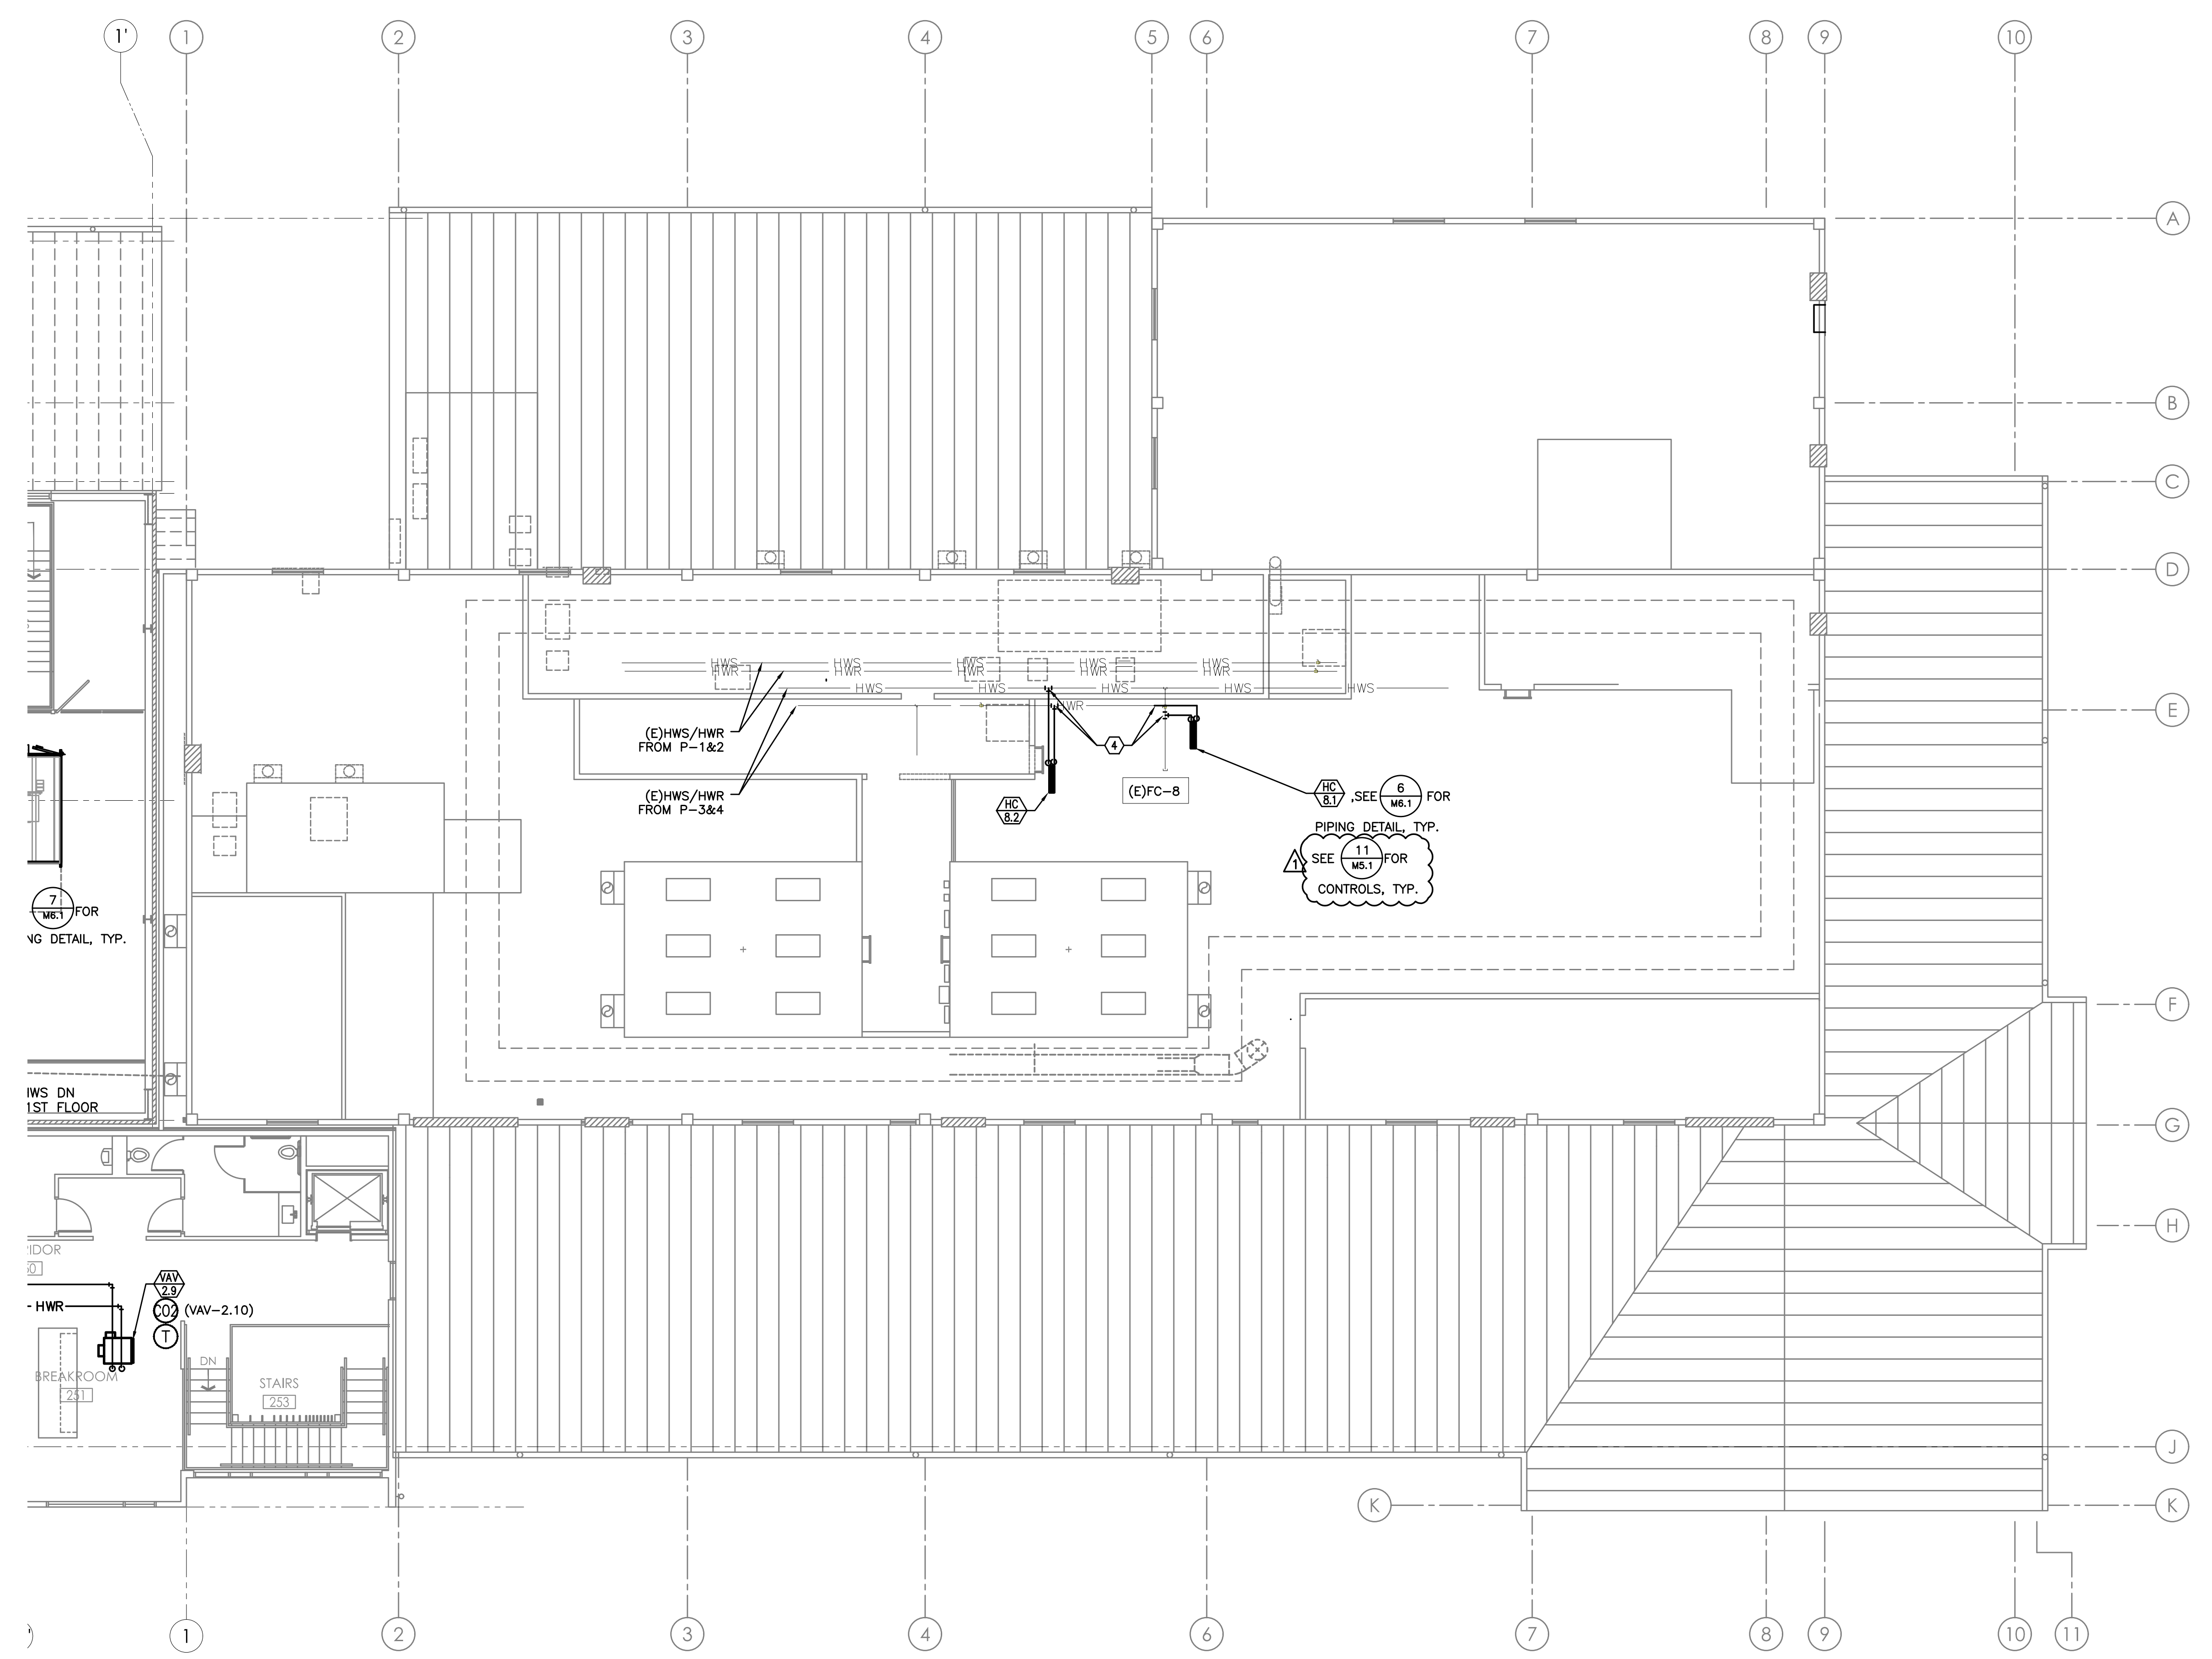 1' 1 2 3 4 5 6 7 8 9 10
A
B
C
D
HWS HWS HWS HWS HWS
HWR HWR HWR HWR HWR
HWS HWS HWS HWS HWS
HWR
E
(E)HWS/HWR
FROM P-1&2
4
(E)HWS/HWR
FROM P-3&4
(E)FC-8
HC
8.2
HC
8.1
,SEE 6 FOR
M6.1
PIPING DETAIL, TYP.
1 SEE 11 FOR
M5.1
CONTROLS, TYP.
7 FOR
M6.1
NG DETAIL, TYP.
F
HWS DN
1ST FLOOR
G
H
IDOR
VAV
2.9
HWR
CO2 (VAV-2.10)
T
DN
BREAKROOM
251
STAIRS
253
J
K K
1 2 3 4 6 7 8 9 10 11